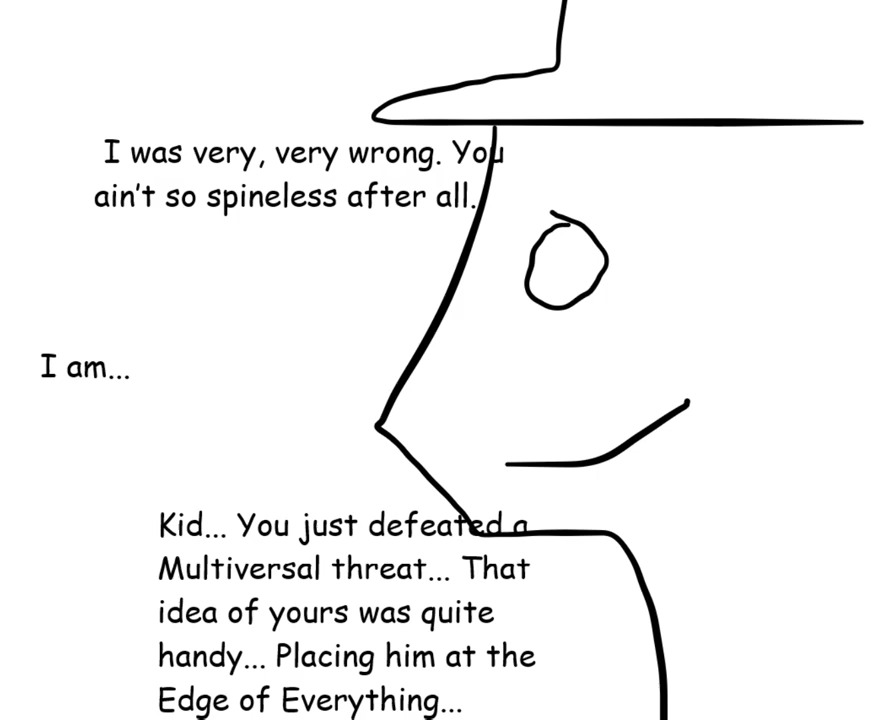 I was very, very wrong. You
ain't so spineless after all.
I am...
Kid... You just defeated a
Multiversal threat... That
idea of yours was quite
handy... Placing him at the
Edge of Everything...